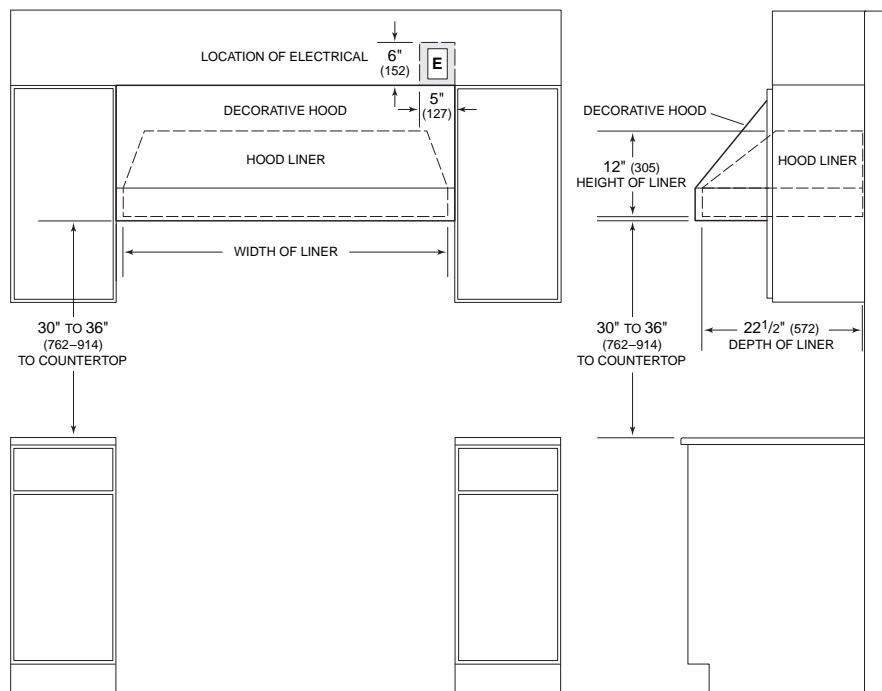 LOCATION OF ELECTRICAL
6"
(152)
E
5"
(127)
DECORATIVE HOOD
HOOD LINER
WIDTH OF LINER
30" TO 36"
(762–914)
TO COUNTERTOP
DECORATIVE HOOD
HOOD LINER
12" (305)
HEIGHT OF LINER
30" TO 36"
(762–914)
TO COUNTERTOP
22 1/2" (572)
DEPTH OF LINER